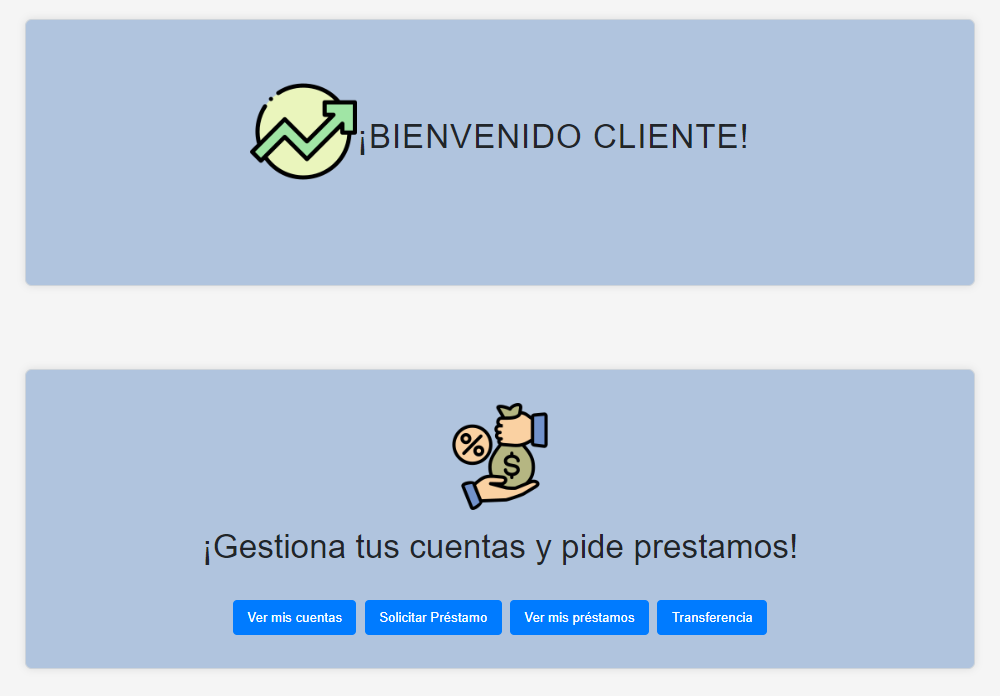 ¡BIENVENIDO CLIENTE!
%
$
¡Gestiona tus cuentas y pide prestamos!
Ver mis cuentas Solicitar Préstamo Ver mis préstamos Transferencia